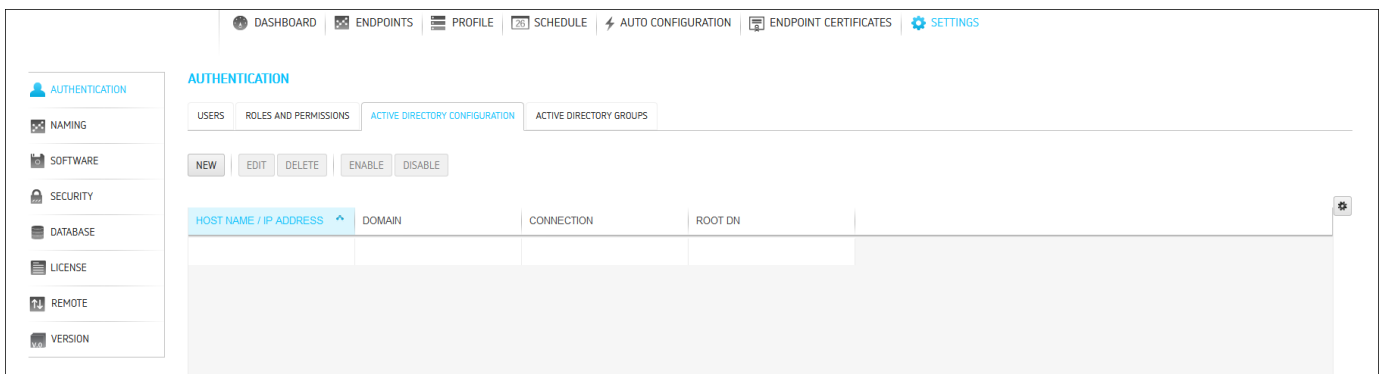 DASHBOARD ENDPOINTS PROFILE 26 SCHEDULE AUTO CONFIGURATION ENDPOINT CERTIFICATES SETTINGS
AUTHENTICATION
NAMING
SOFTWARE
SECURITY
DATABASE
LICENSE
REMOTE
VERSION
AUTHENTICATION
USERS ROLES AND PERMISSIONS ACTIVE DIRECTORY CONFIGURATION ACTIVE DIRECTORY GROUPS
NEW EDIT DELETE ENABLE DISABLE
HOST NAME / IP ADDRESS DOMAIN CONNECTION ROOT DN